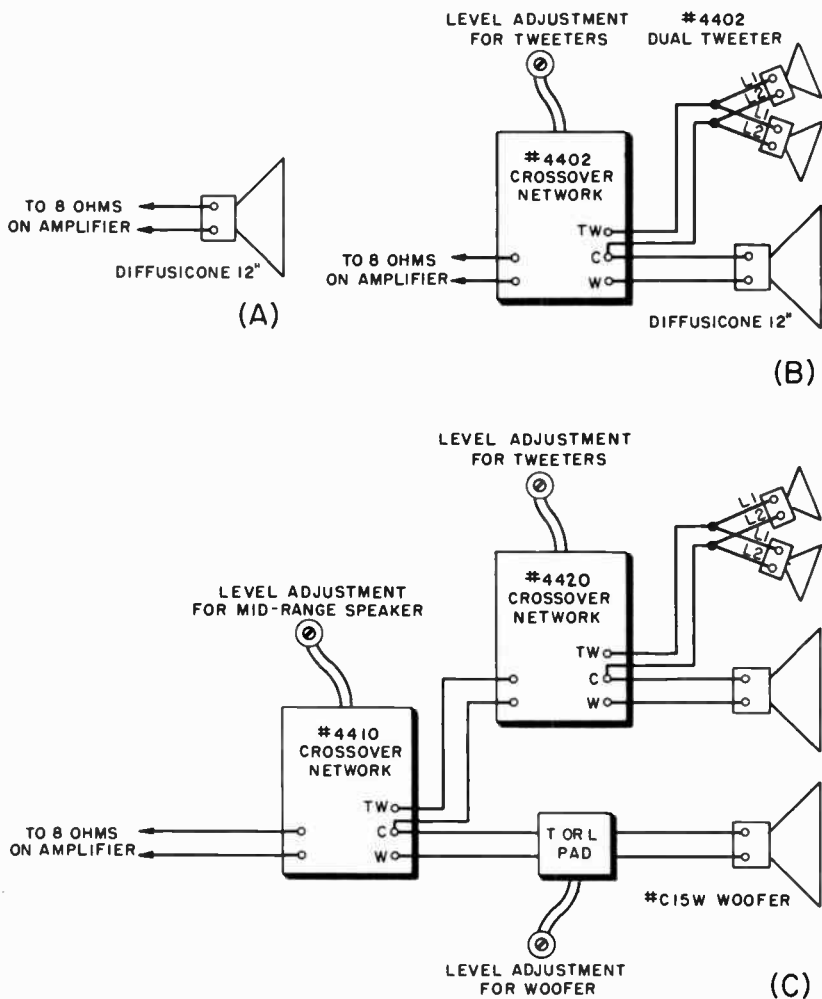 LEVEL ADJUSTMENT
FOR TWEETERS
#4402
DUAL TWEETER
L1
L2
L1
L2
#4402
CROSSOVER
NETWORK
TW
C
W
TO 8 OHMS
ON AMPLIFIER
DIFFUSICONE 12"
(A)
TO 8 OHMS
ON AMPLIFIER
DIFFUSICONE 12"
(B)
LEVEL ADJUSTMENT
FOR TWEETERS
L1
L2
L1
L2
#4420
CROSSOVER
NETWORK
TW
C
W
LEVEL ADJUSTMENT
FOR MID-RANGE SPEAKER
#4410
CROSSOVER
NETWORK
TW
C
W
TO 8 OHMS
ON AMPLIFIER
T OR L
PAD
#C15W WOOFER
LEVEL ADJUSTMENT
FOR WOOFER
(C)